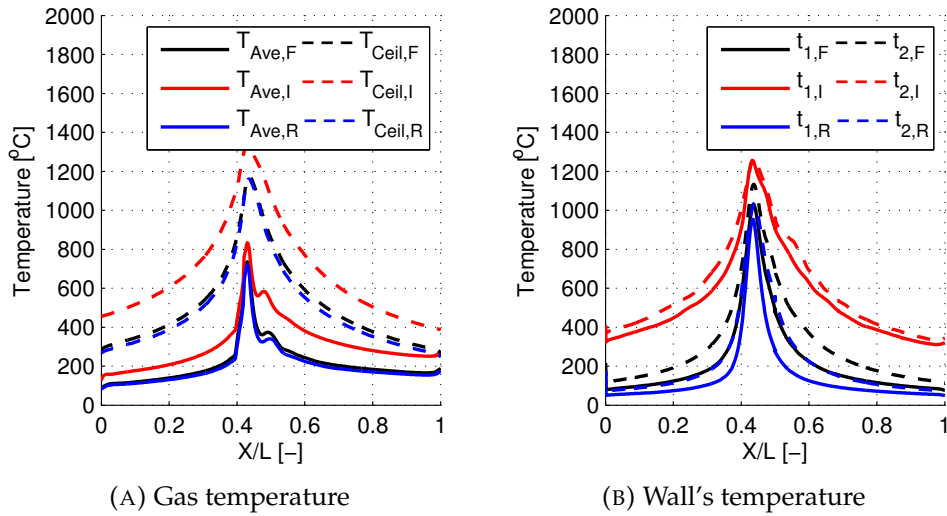 2000
1800
1600
1400
1200
1000
800
600
400
200
0
Temperature [°C]
T_Ave,F T_Ceil,F
T_Ave,I T_Ceil,I
T_Ave,R T_Ceil,R
0 0.2 0.4 0.6 0.8 1
X/L [−]
(A) Gas temperature
2000
1800
1600
1400
1200
1000
800
600
400
200
0
Temperature [°C]
t_1,F t_2,F
t_1,I t_2,I
t_1,R t_2,R
0 0.2 0.4 0.6 0.8 1
X/L [−]
(B) Wall's temperature